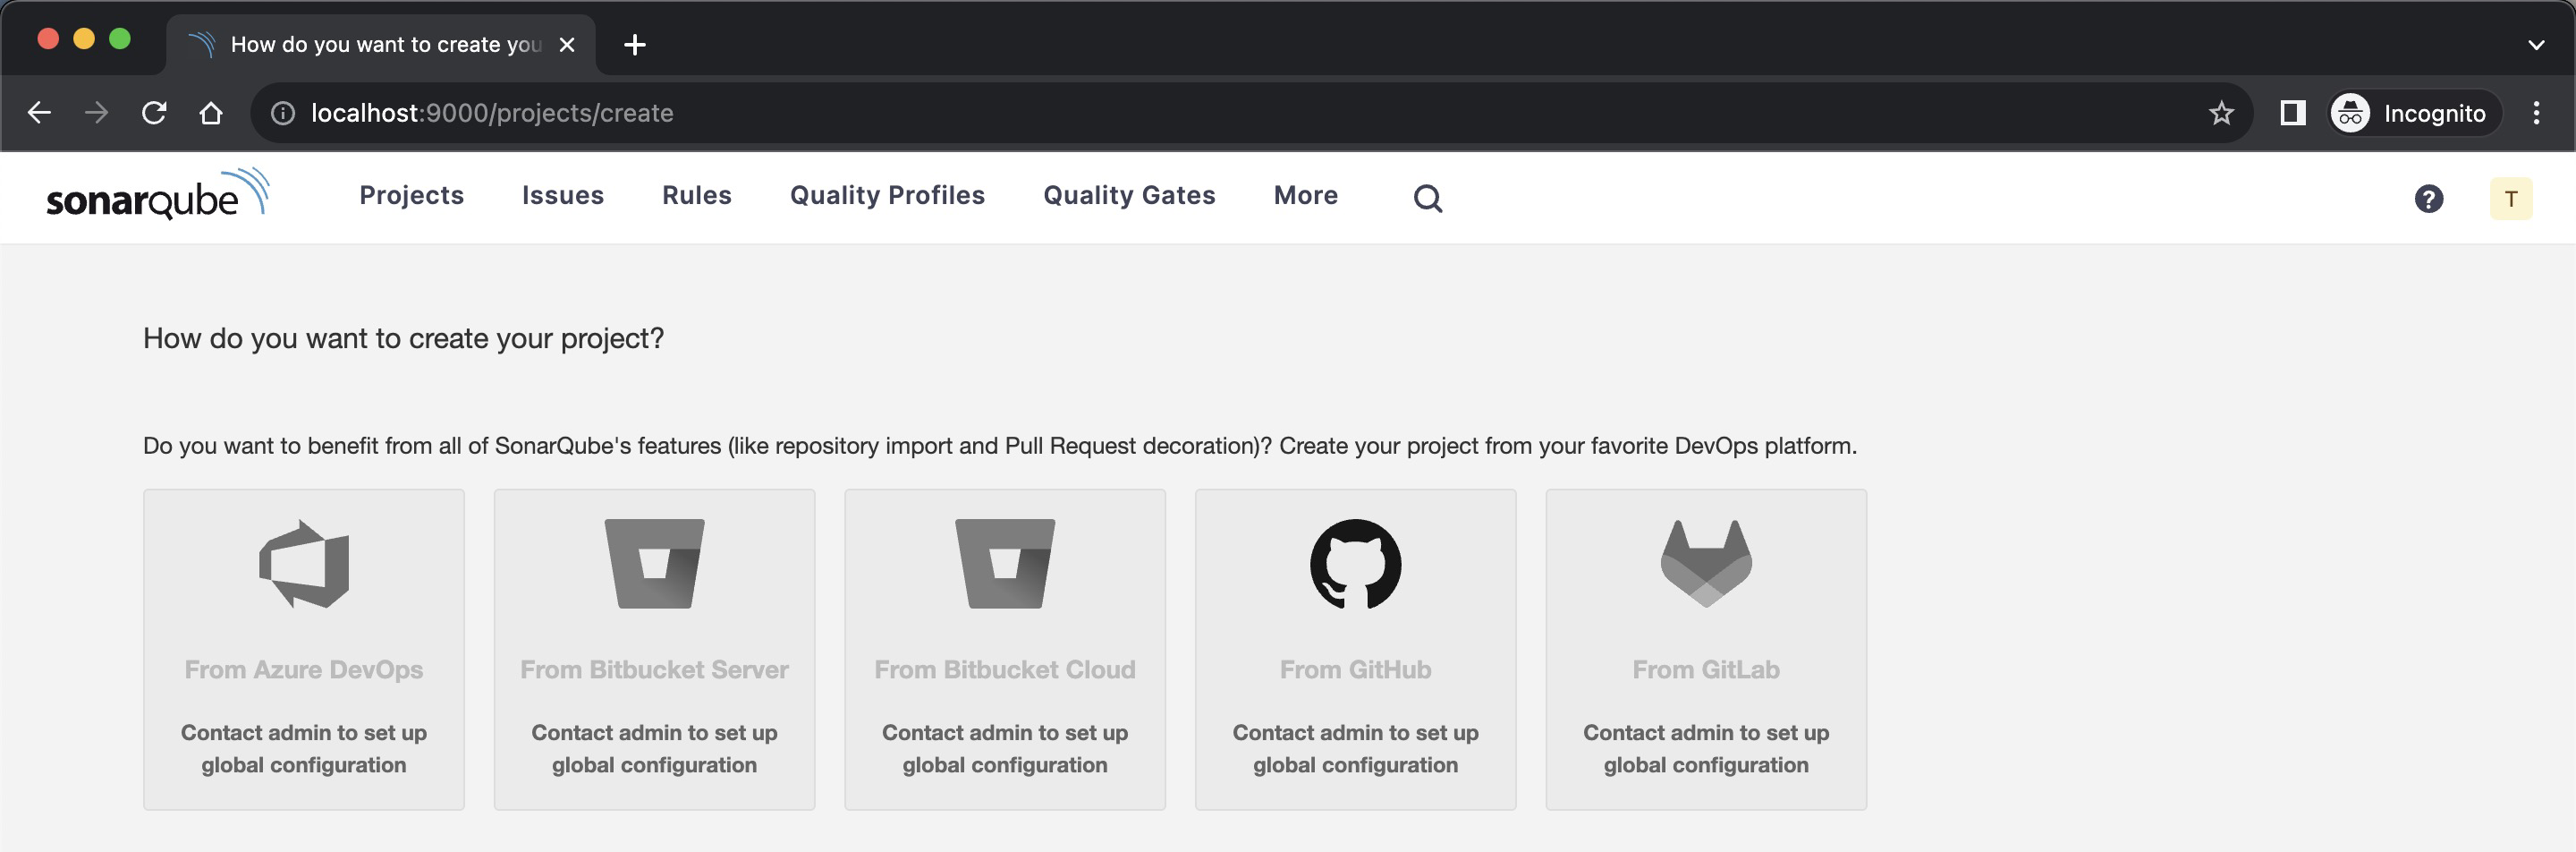 How do you want to create you
localhost:9000/projects/create
Incognito
sonarqube
Projects
Issues
Rules
Quality Profiles
Quality Gates
More
?
T
How do you want to create your project?
Do you want to benefit from all of SonarQube's features (like repository import and Pull Request decoration)? Create your project from your favorite DevOps platform.
From Azure DevOps
Contact admin to set up
global configuration
From Bitbucket Server
Contact admin to set up
global configuration
From Bitbucket Cloud
Contact admin to set up
global configuration
From GitHub
Contact admin to set up
global configuration
From GitLab
Contact admin to set up
global configuration